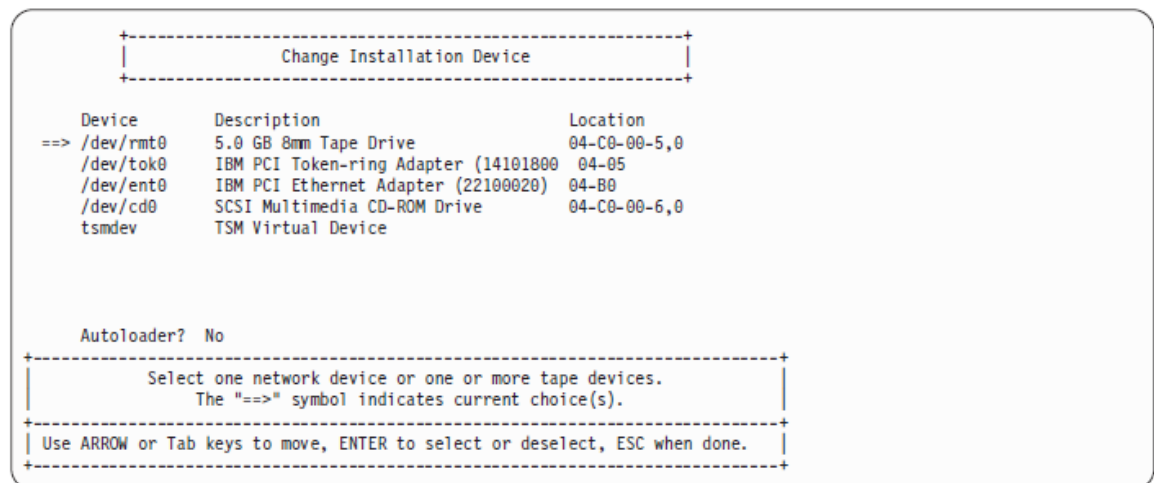 +-----------------------------------------------------------+
| Change Installation Device |
+-----------------------------------------------------------+
Device Description Location
==> /dev/rmt0 5.0 GB 8mm Tape Drive 04-C0-00-5,0
/dev/tok0 IBM PCI Token-ring Adapter (14101800 04-05
/dev/ent0 IBM PCI Ethernet Adapter (22100020) 04-B0
/dev/cd0 SCSI Multimedia CD-ROM Drive 04-C0-00-6,0
tsmdev TSM Virtual Device
Autoloader? No
+-------------------------------------------------------------------------------+
| Select one network device or one or more tape devices. |
| The "==>" symbol indicates current choice(s). |
+-------------------------------------------------------------------------------+
| Use ARROW or Tab keys to move, ENTER to select or deselect, ESC when done. |
+-------------------------------------------------------------------------------+